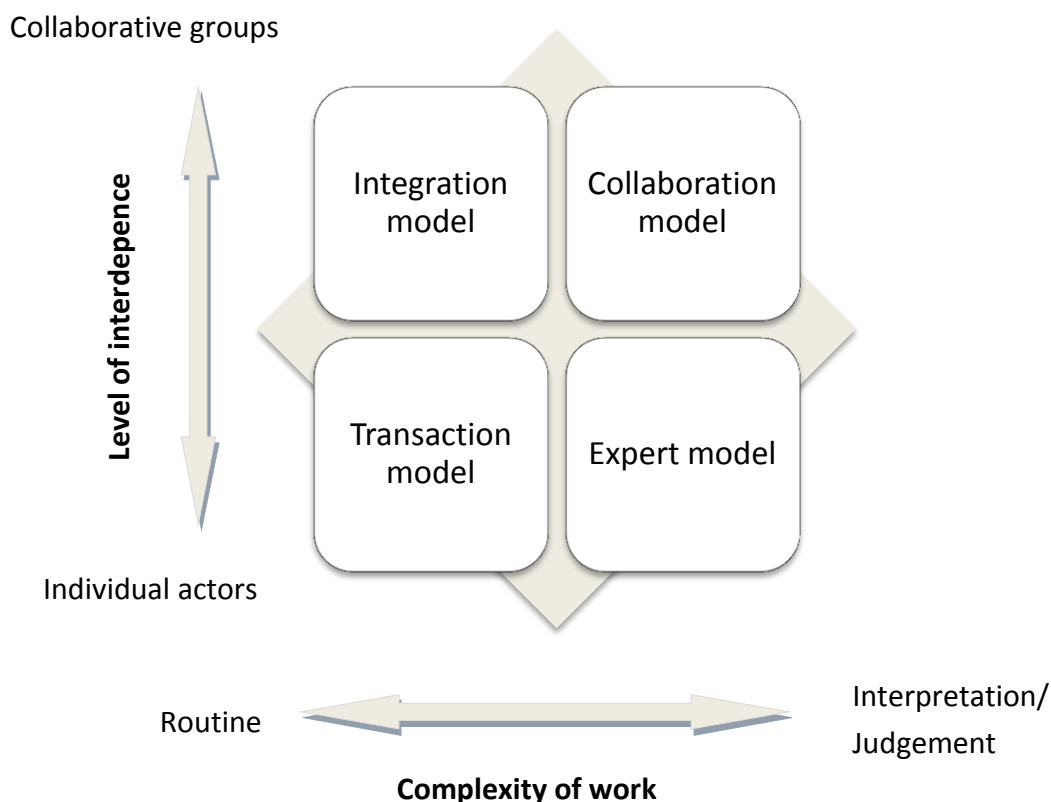 Collaborative groups
Integration
model
Collaboration
model
Level of interdepence
Transaction
model
Expert model
Individual actors
Routine
Interpretation/
Judgement
Complexity of work